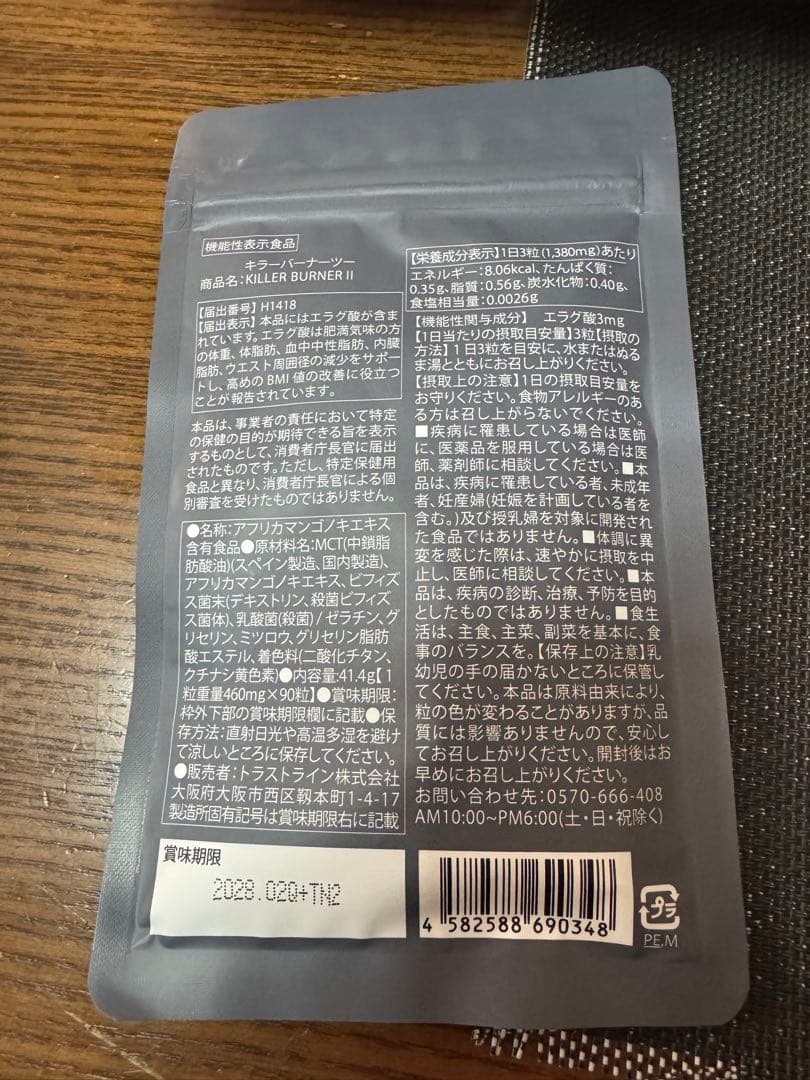 機能性表示食品
キラーバーナーツー
商品名:KILLER BURNER II
【届出番号】H1418
【届出表示】本品にはエラグ酸が含ま
れています。エラグ酸は肥満気味の方
の体重、体脂肪、血中中性脂肪、内臓
脂肪、ウエスト周囲径の減少をサポー
トし、高めのBMI値の改善に役立つ
ことが報告されています。
本品は、事業者の責任において特定
の保健の目的が期待できる旨を表示
するものとして、消費者庁長官に届出
されたものです。ただし、特定保健用
食品と異なり、消費者庁長官による個
別審査を受けたものではありません。
●名称:アフリカマンゴノキエキス
含有食品●原材料名:MCT(中鎖脂
肪酸油)(スペイン製造、国内製造)、
アフリカマンゴノキエキス、ビフィズ
ス菌末(デキストリン、殺菌ビフィズ
ス菌体)、乳酸菌(殺菌) / ゼラチン、グ
リセリン、ミツロウ、グリセリン脂肪
酸エステル、着色料(二酸化チタン、
クチナシ黄色素)●内容量:41.4g【1
粒重量460mg×90粒】●賞味期限:
枠外下部の賞味期限欄に記載●保
存方法:直射日光や高温多湿を避け
て涼しいところに保存してください。
●販売者:トラストライン株式会社
大阪府大阪市西区靱本町1-4-17
製造所固有記号は賞味期限右に記載
【栄養成分表示】1日3粒(1,380mg)あたり
エネルギー:8.06kcal、たんぱく質:
0.35g、脂質:0.56g、炭水化物:0.40g、
食塩相当量:0.0026g
【機能性関与成分】 エラグ酸3mg
【1日当たりの摂取目安量】3粒【摂取の
方法】1日3粒を目安に、水またはぬる
ま湯とともにお召し上がりください。
【摂取上の注意】1日の摂取目安量を
お守りください。食物アレルギーのあ
る方は召し上がらないでください。
■疾病に罹患している場合は医師
に、医薬品を服用している場合は医
師、薬剤師に相談してください。■本
品は、疾病に罹患している者、未成年
者、妊産婦(妊娠を計画している者を
含む。)及び授乳婦を対象に開発され
た食品ではありません。■体調に異
変を感じた際は、速やかに摂取を中
止し、医師に相談してください。■本
品は、疾病の診断、治療、予防を目的
としたものではありません。■食生
活は、主食、主菜、副菜を基本に、食
事のバランスを。【保存上の注意】乳
幼児の手の届かないところに保管し
てください。本品は原料由来により、
粒の色が変わることがありますが、品
質には影響ありませんので、安心し
てお召し上がりください。開封後はお
早めにお召し上がりください。
お問い合わせ先:0570-666-408
AM10:00~PM6:00(土・日・祝除く)
賞味期限
2028.02Q+TN2
4 582588 690348
プラ
PE,M